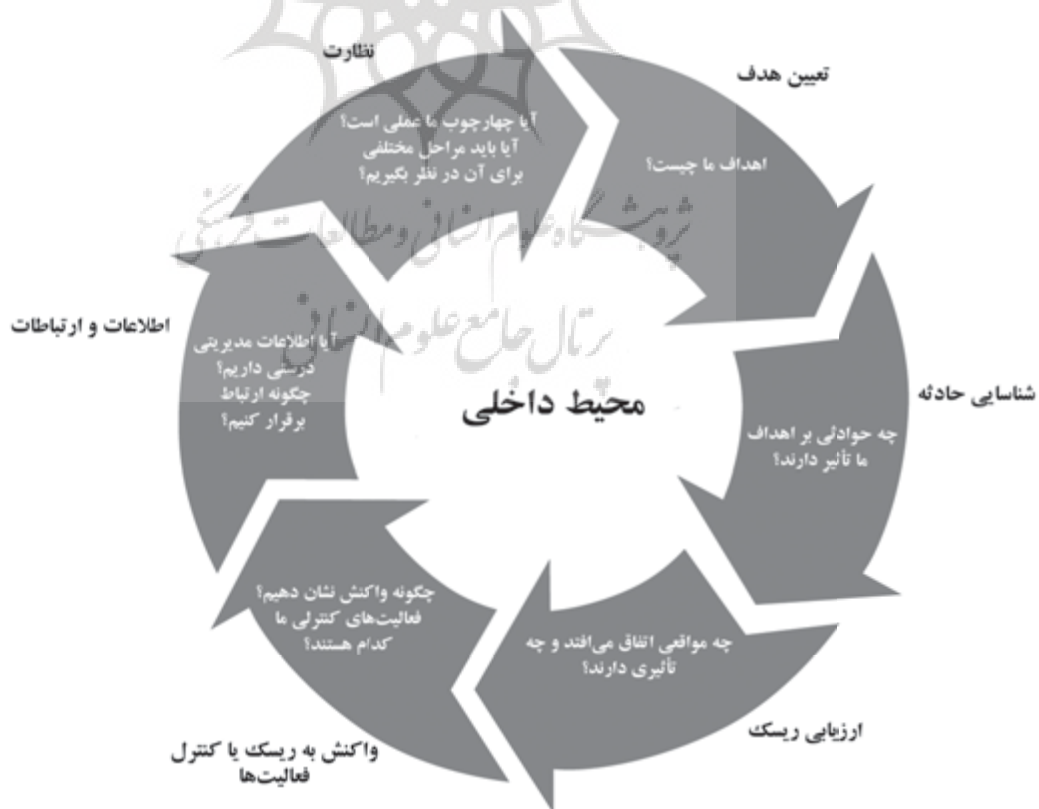 تعیین هدف
اهداف ما چیست؟
شناسایی حادثه
چه حوادثی بر اهداف
ما تأثیر دارند؟
ارزیابی ریسک
چه مواقعی اتفاق می‌افتد و چه
تأثیری دارند؟
واکنش به ریسک یا کنترل
فعالیت‌ها
چگونه واکنش نشان دهیم؟
فعالیت‌های کنترلی ما
کدام هستند؟
اطلاعات و ارتباطات
آیا اطلاعات مدیریتی
درستی داریم؟
چگونه ارتباط
برقرار کنیم؟
نظارت
آیا چهارچوب ما عملی است؟
آیا باید مراحل مختلفی
برای آن در نظر بگیریم؟
محیط داخلی
پژوهشگاه علوم انسانی و مطالعات فرهنگی
پرتال جامع علوم انسانی